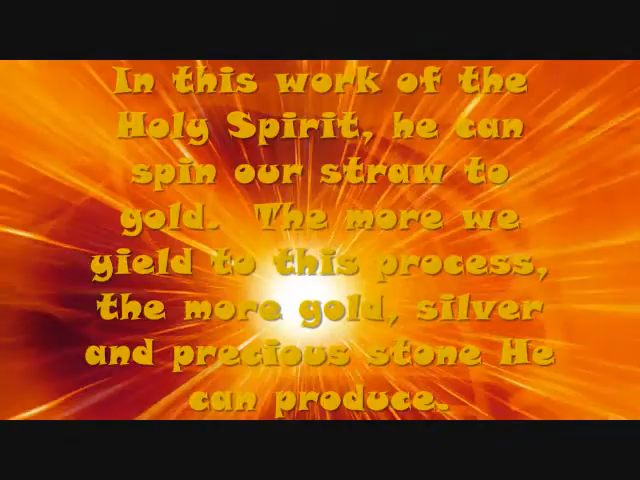 In this work of the
Holy Spirit, he can
spin our straw to
gold.  The more we
yield to this process,
the more gold, silver
and precious stone He
can produce.